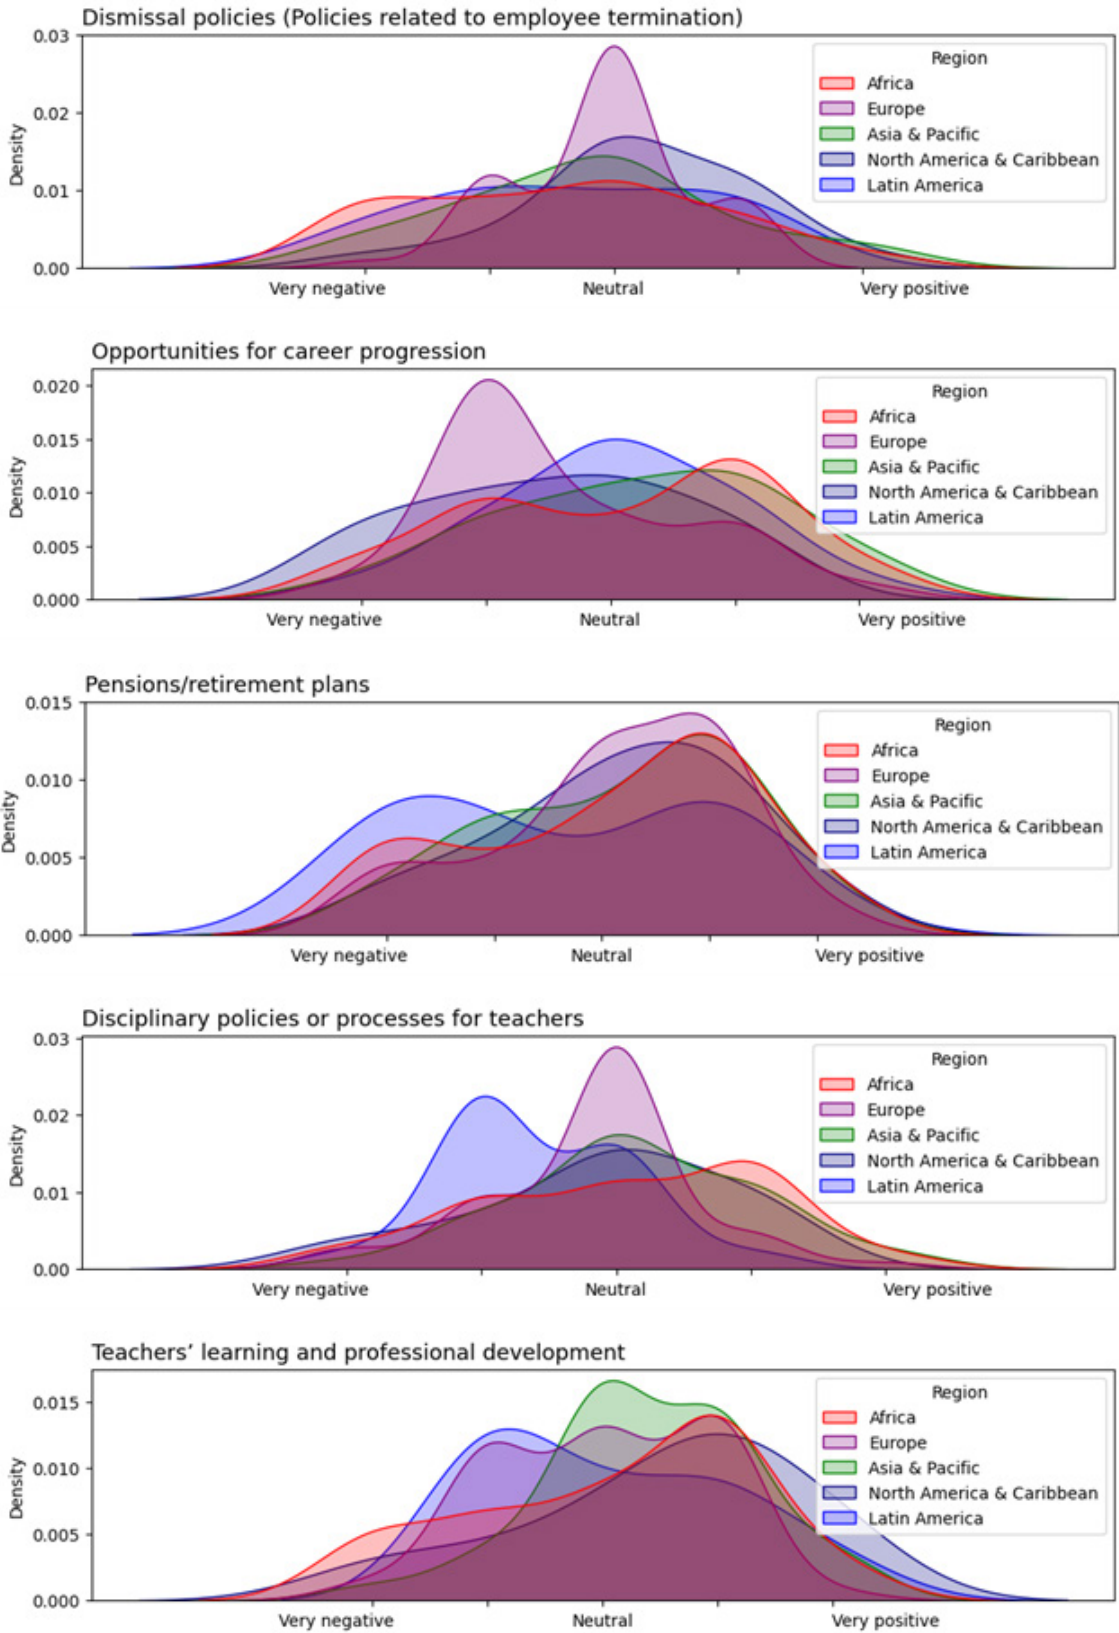 Dismissal policies (Policies related to employee termination)
0.03
0.02
0.01
0.00
Density
Region
Africa
Europe
Asia & Pacific
North America & Caribbean
Latin America
Very negative Neutral Very positive
Opportunities for career progression
0.020
0.015
0.010
0.005
0.000
Density
Region
Africa
Europe
Asia & Pacific
North America & Caribbean
Latin America
Very negative Neutral Very positive
Pensions/retirement plans
0.015
0.010
0.005
0.000
Density
Region
Africa
Europe
Asia & Pacific
North America & Caribbean
Latin America
Very negative Neutral Very positive
Disciplinary policies or processes for teachers
0.03
0.02
0.01
0.00
Density
Region
Africa
Europe
Asia & Pacific
North America & Caribbean
Latin America
Very negative Neutral Very positive
Teachers’ learning and professional development
0.015
0.010
0.005
0.000
Density
Region
Africa
Europe
Asia & Pacific
North America & Caribbean
Latin America
Very negative Neutral Very positive